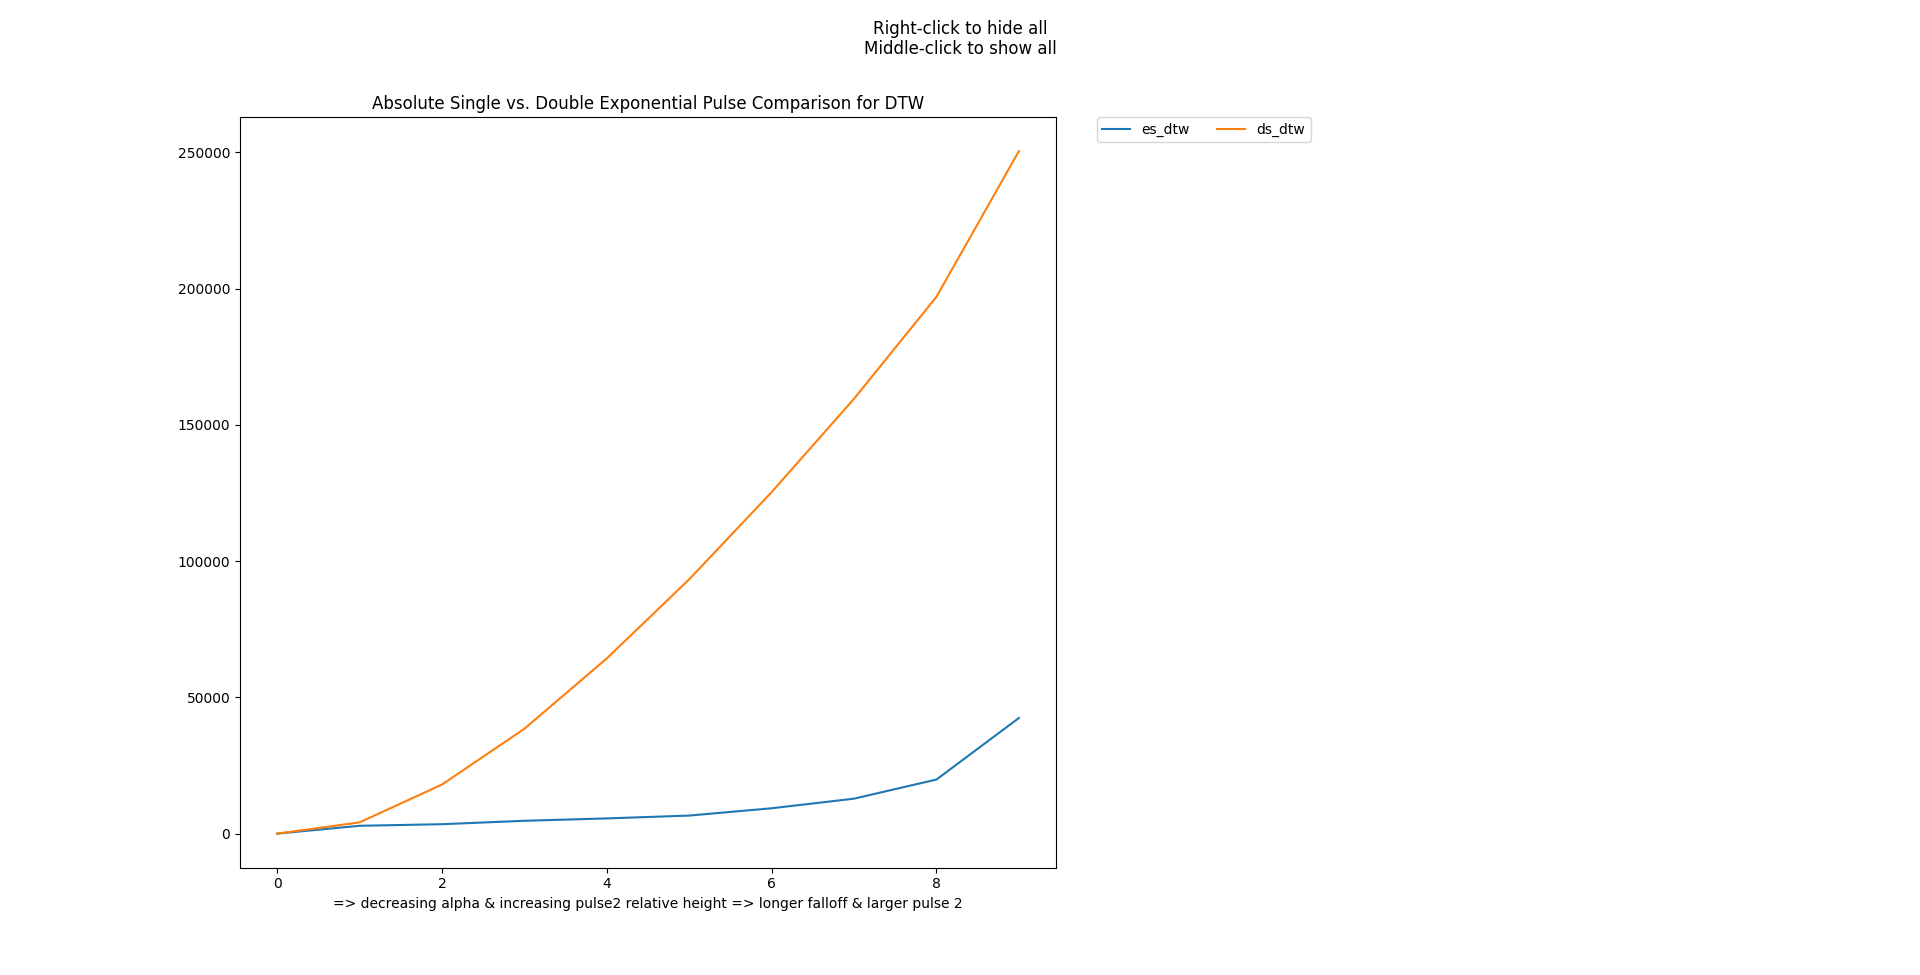 Right-click to hide all
Middle-click to show all
Absolute Single vs. Double Exponential Pulse Comparison for DTW
es_dtw ds_dtw
250000
200000
150000
100000
50000
0
0 2 4 6 8
=> decreasing alpha & increasing pulse2 relative height => longer falloff & larger pulse 2